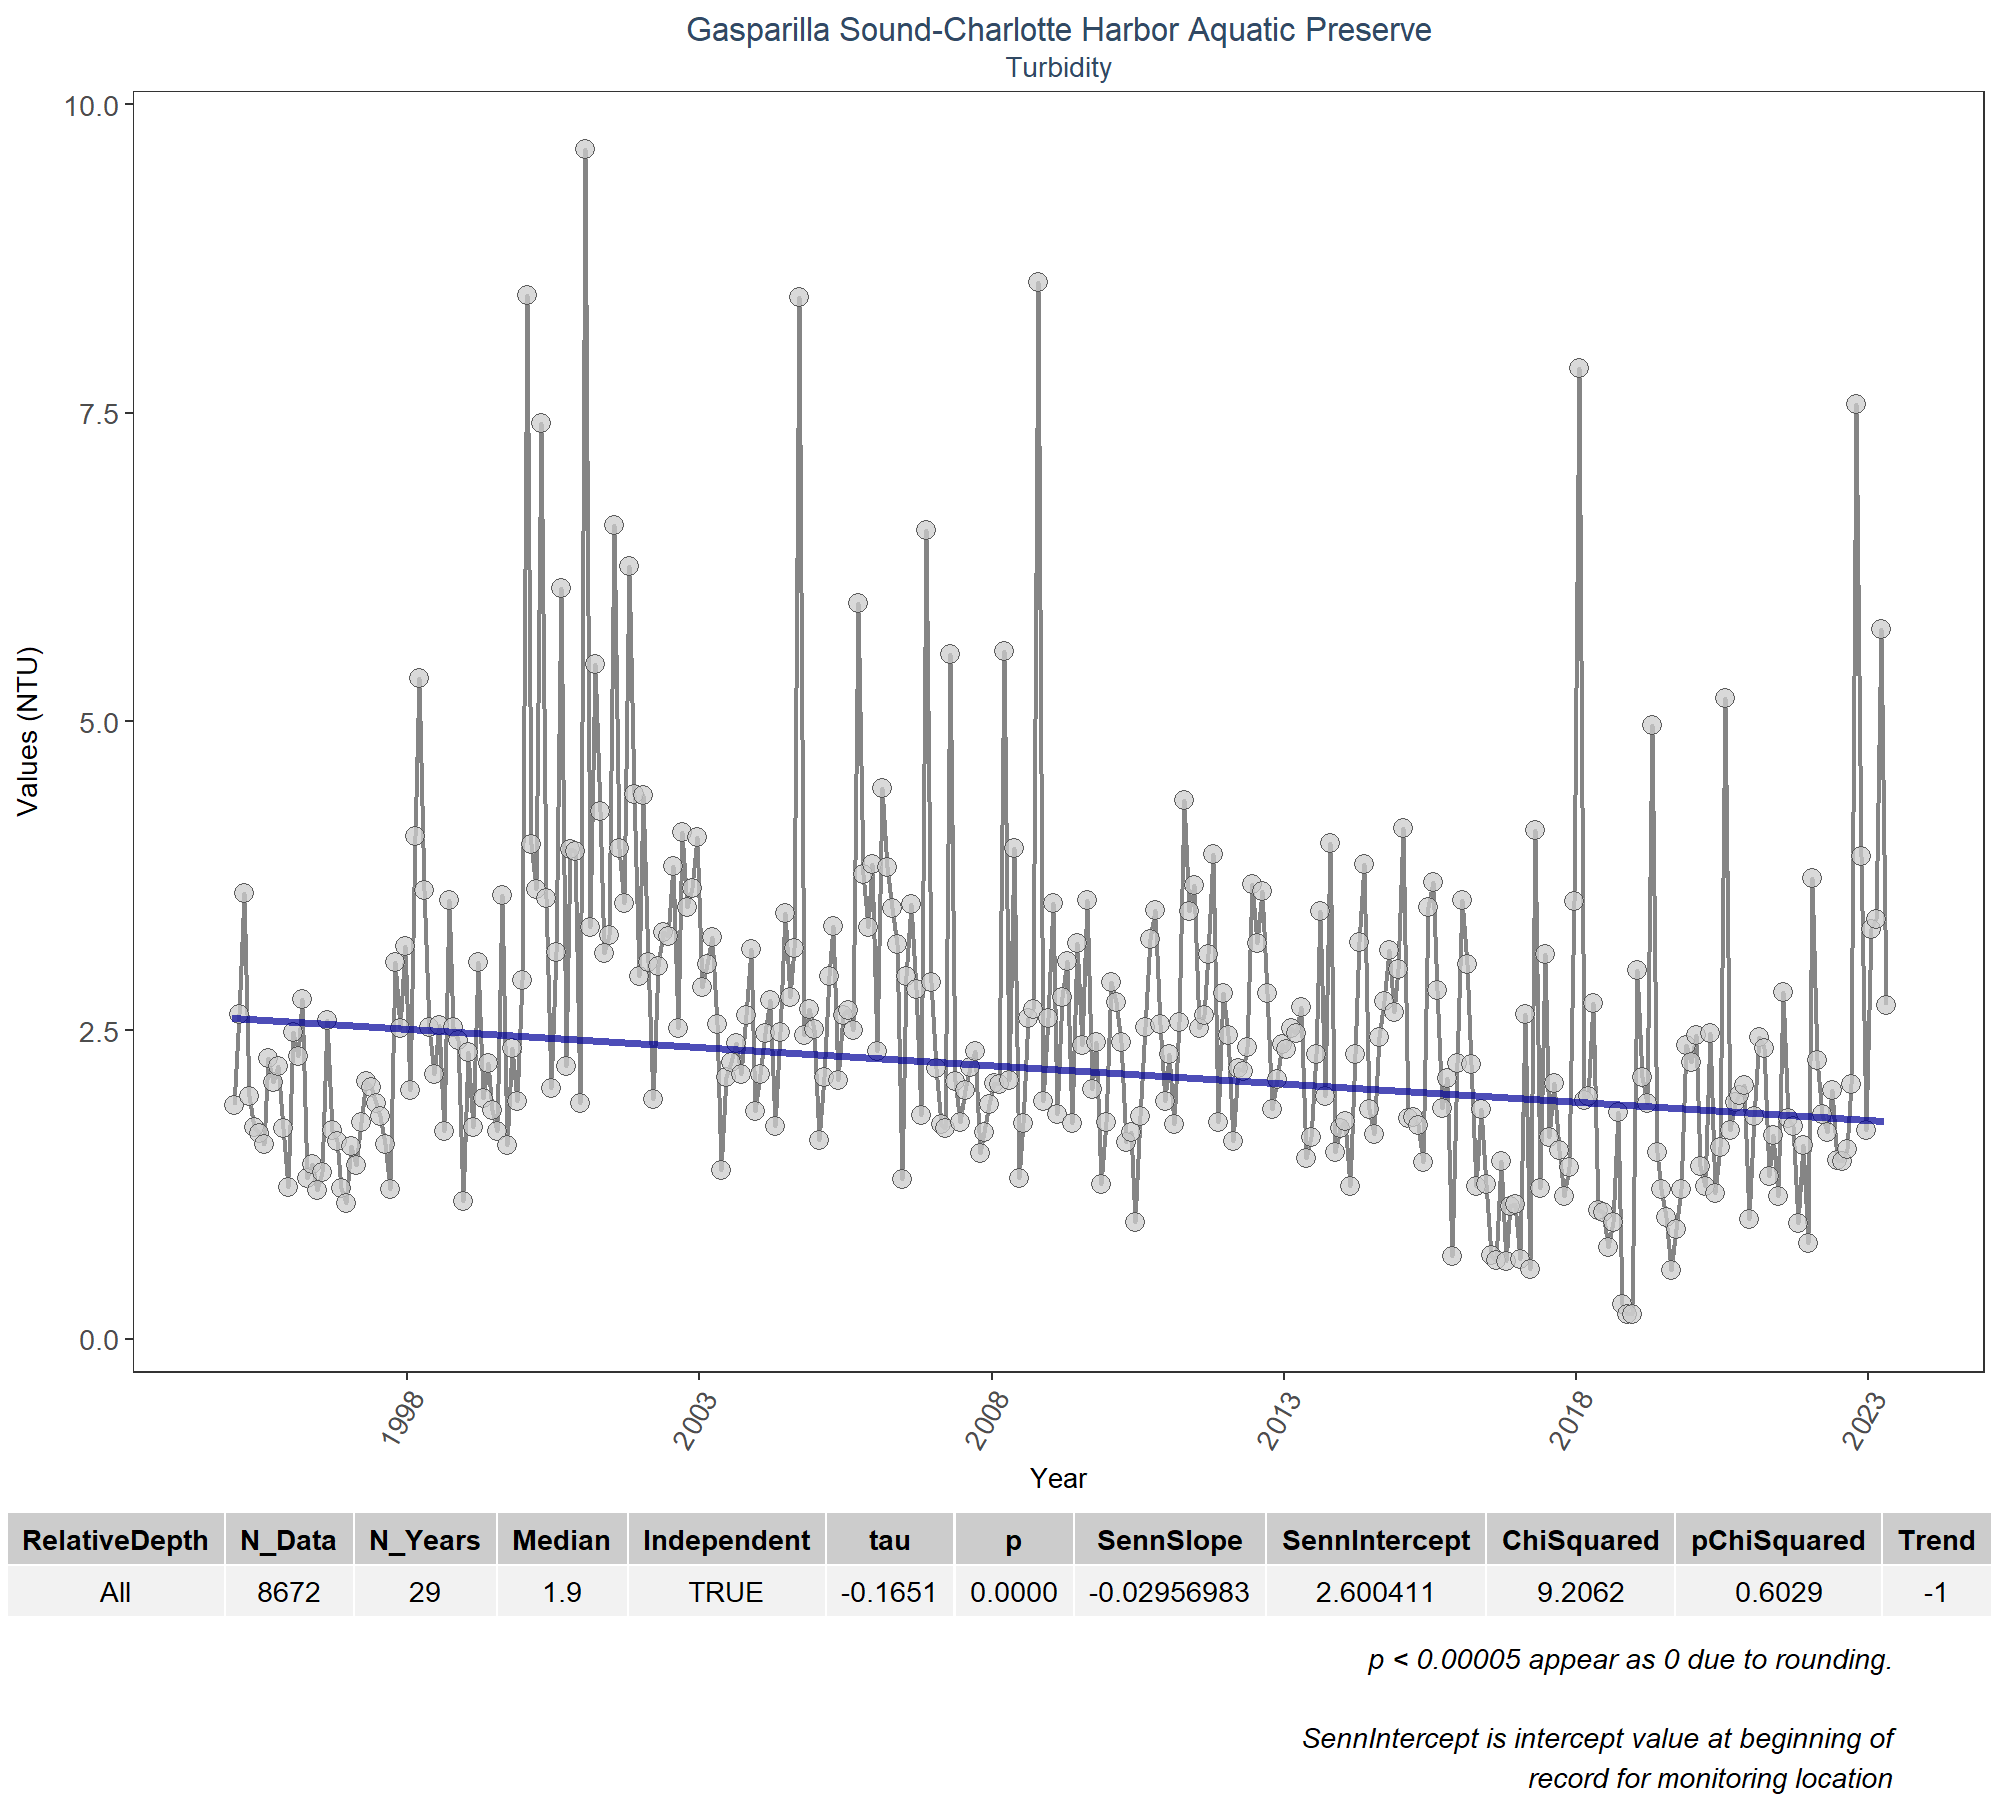 Gasparilla Sound-Charlotte Harbor Aquatic Preserve
Turbidity
10.0
7.5
5.0
2.5
0.0
Values (NTU)
1998 2003 2008 2013 2018 2023
Year
RelativeDepth N_Data N_Years Median Independent tau p SennSlope SennIntercept ChiSquared pChiSquared Trend
All 8672 29 1.9 TRUE -0.1651 0.0000 -0.02956983 2.600411 9.2062 0.6029 -1
p < 0.00005 appear as 0 due to rounding.
SennIntercept is intercept value at beginning of
record for monitoring location